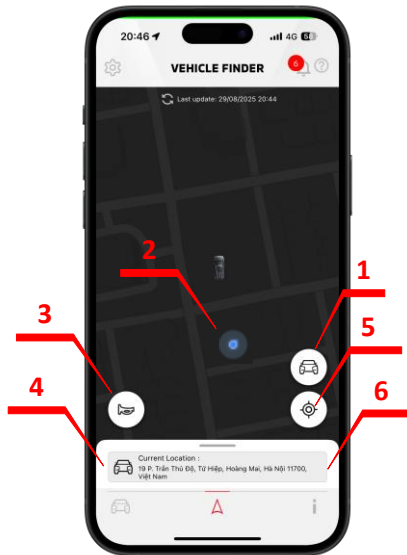 20:46
4G 60
VEHICLE FINDER
6
Last update: 29/08/2025 20:44
2
1
3
5
4
6
Current Location :
19 P. Trần Thủ Độ, Tứ Hiệp, Hoàng Mai, Hà Nội 11700,
Việt Nam